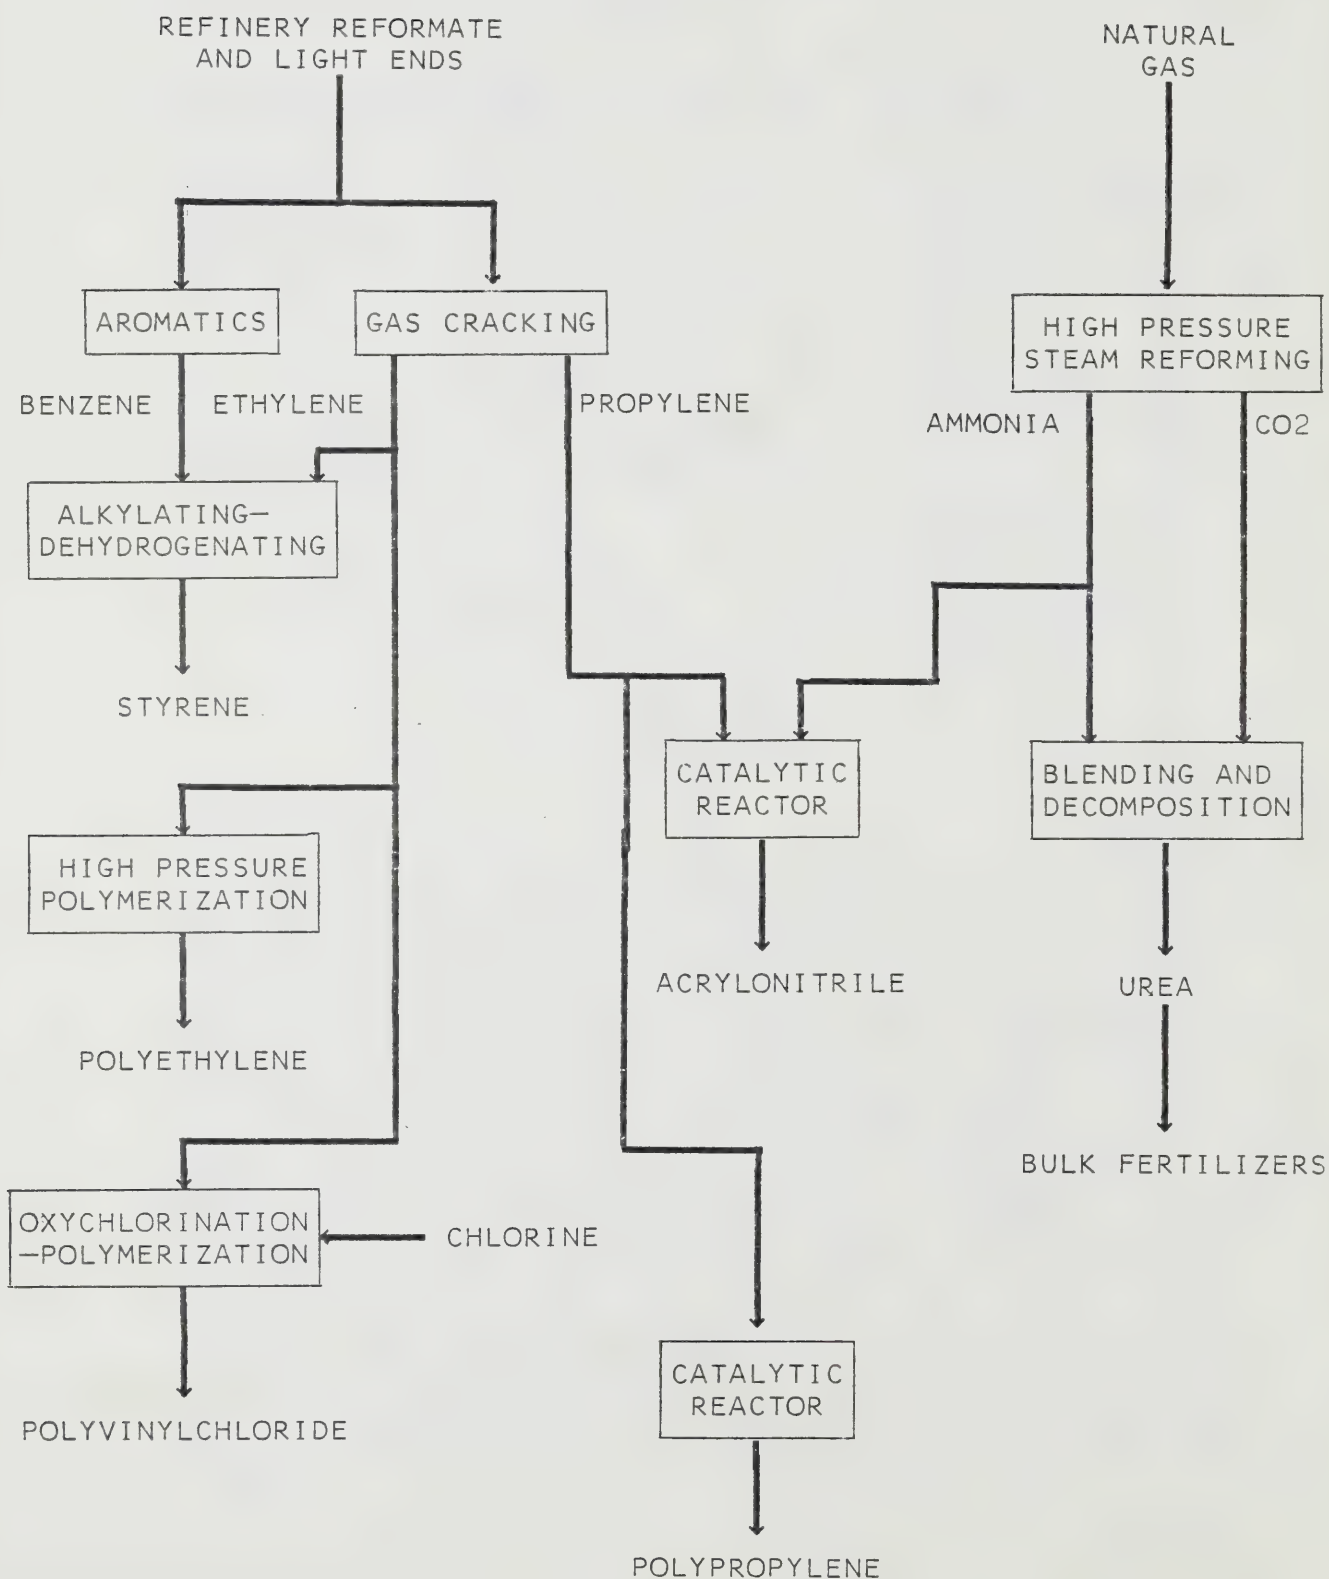 REFINERY REFORMATE
AND LIGHT ENDS
NATURAL
GAS
AROMATICS
GAS CRACKING
HIGH PRESSURE
STEAM REFORMING
BENZENE
ETHYLENE
PROPYLENE
AMMONIA
CO2
ALKYLATING—
DEHYDROGENATING
STYRENE
CATALYTIC
REACTOR
BLENDING AND
DECOMPOSITION
HIGH PRESSURE
POLYMERIZATION
ACRYLONITRILE
UREA
POLYETHYLENE
BULK FERTILIZERS
OXYCHLORINATION
—POLYMERIZATION
CHLORINE
CATALYTIC
REACTOR
POLYVINYLCHLORIDE
POLYPROPYLENE